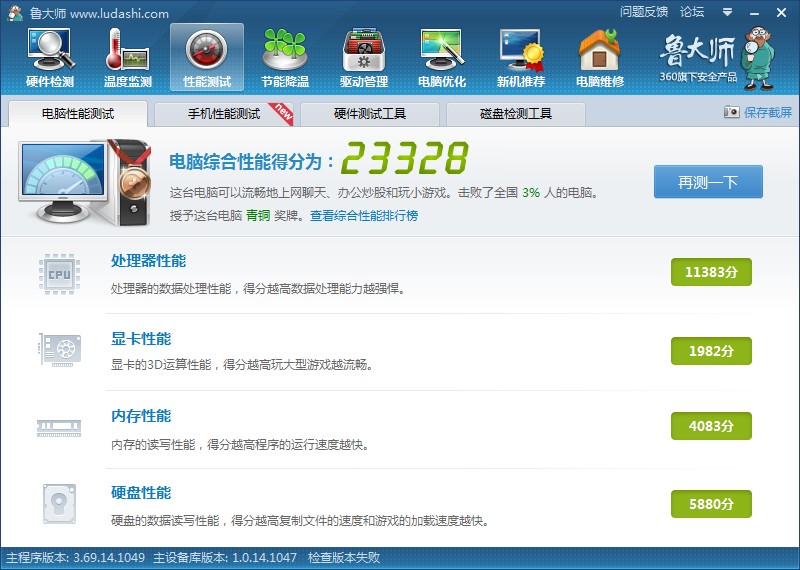 鲁大师 www.ludashi.com
问题反馈 论坛
硬件检测 温度监测 性能测试 节能降温 驱动管理 电脑优化 新机推荐 电脑维修
鲁大师
360旗下安全产品
电脑性能测试 手机性能测试 new 硬件测试工具 磁盘检测工具 保存截屏
电脑综合性能得分为：23328
这台电脑可以流畅地上网聊天、办公炒股和玩小游戏。击败了全国 3% 人的电脑。
授予这台电脑 青铜 奖牌。查看综合性能排行榜
再测一下
CPU
处理器性能
处理器的数据处理性能，得分越高数据处理能力越强悍。
11383分
显卡性能
显卡的3D运算性能，得分越高玩大型游戏越流畅。
1982分
内存性能
内存的读写性能，得分越高程序的运行速度越快。
4083分
硬盘性能
硬盘的数据读写性能，得分越高复制文件的速度和游戏的加载速度越快。
5880分
主程序版本: 3.69.14.1049 主设备库版本: 1.0.14.1047 检查版本失败